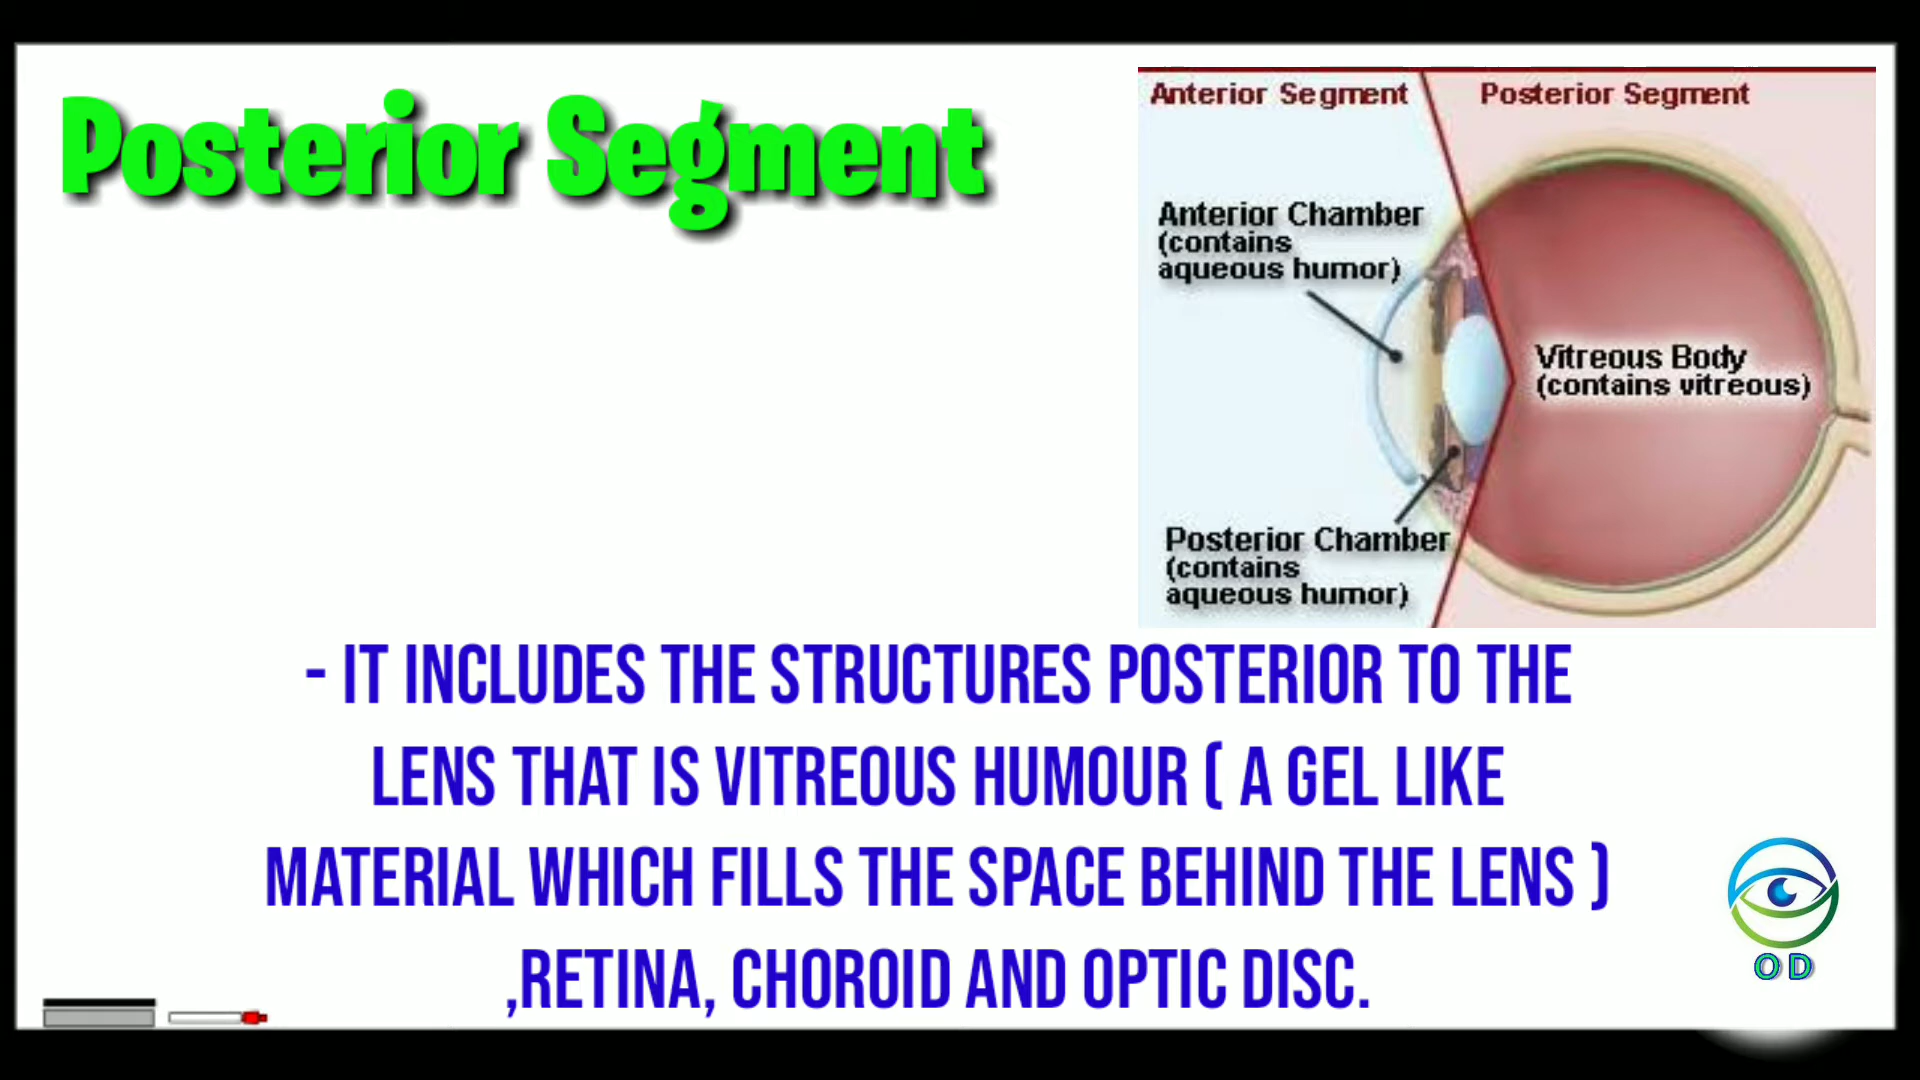 Posterior Segment
Anterior Segment
Posterior Segment
Anterior Chamber
(contains
aqueous humor)
Vitreous Body
(contains vitreous)
Posterior Chamber
(contains
aqueous humor)
- IT INCLUDES THE STRUCTURES POSTERIOR TO THE
LENS THAT IS VITREOUS HUMOUR ( A GEL LIKE
MATERIAL WHICH FILLS THE SPACE BEHIND THE LENS )
,RETINA, CHOROID AND OPTIC DISC.
OD